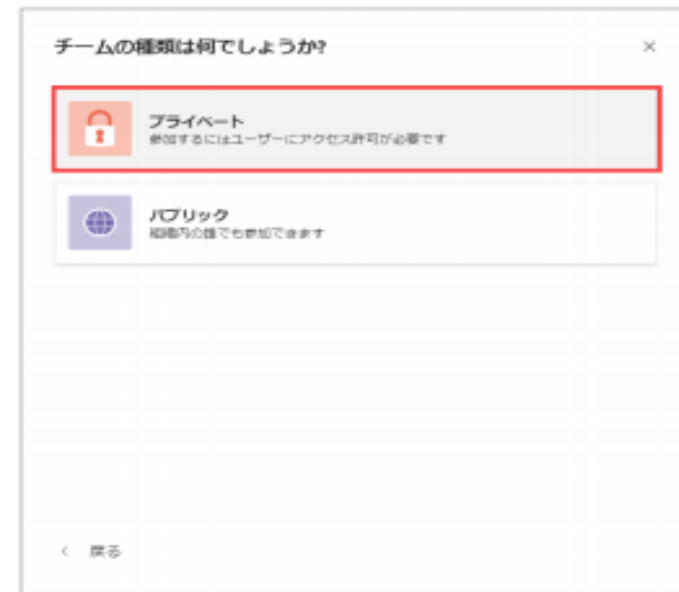 チームの種類は何でしょうか?
プライベート
参加するにはユーザーにアクセス許可が必要です
パブリック
組織内の誰でも参加できます
戻る